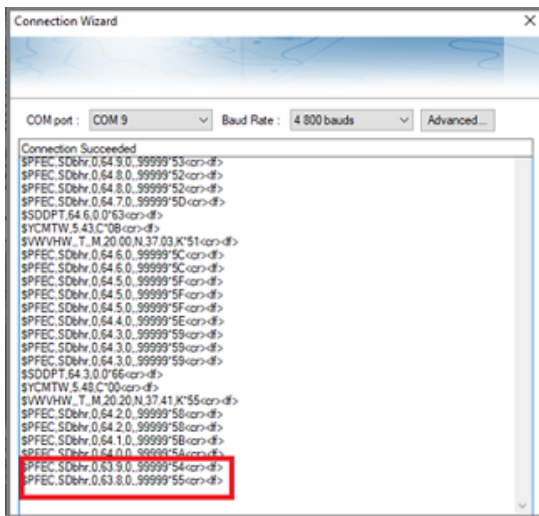 Connection Wizard
COM port : COM 9 Baud Rate : 4 800 bauds Advanced...
Connection Succeeded
$PFEC,SDbhr,0,64.9,0,,99999*53<cr><lf>
$PFEC,SDbhr,0,64.8,0,,99999*52<cr><lf>
$PFEC,SDbhr,0,64.8,0,,99999*52<cr><lf>
$PFEC,SDbhr,0,64.7,0,,99999*5D<cr><lf>
$SDDPT,64.6,0.0*63<cr><lf>
$YCMTW,5.43,C*0B<cr><lf>
$VWVHW,,T,,M,20.00,N,37.03,K*51<cr><lf>
$PFEC,SDbhr,0,64.6,0,,99999*5C<cr><lf>
$PFEC,SDbhr,0,64.6,0,,99999*5C<cr><lf>
$PFEC,SDbhr,0,64.5,0,,99999*5F<cr><lf>
$PFEC,SDbhr,0,64.5,0,,99999*5F<cr><lf>
$PFEC,SDbhr,0,64.5,0,,99999*5F<cr><lf>
$PFEC,SDbhr,0,64.4,0,,99999*5E<cr><lf>
$PFEC,SDbhr,0,64.3,0,,99999*59<cr><lf>
$PFEC,SDbhr,0,64.3,0,,99999*59<cr><lf>
$PFEC,SDbhr,0,64.3,0,,99999*59<cr><lf>
$SDDPT,64.3,0.0*66<cr><lf>
$YCMTW,5.48,C*00<cr><lf>
$VWVHW,,T,,M,20.20,N,37.41,K*55<cr><lf>
$PFEC,SDbhr,0,64.2,0,,99999*58<cr><lf>
$PFEC,SDbhr,0,64.2,0,,99999*58<cr><lf>
$PFEC,SDbhr,0,64.1,0,,99999*5B<cr><lf>
$PFEC,SDbhr,0,64.0,0,,99999*5A<cr><lf>
$PFEC,SDbhr,0,63.9,0,,99999*54<cr><lf>
$PFEC,SDbhr,0,63.8,0,,99999*55<cr><lf>